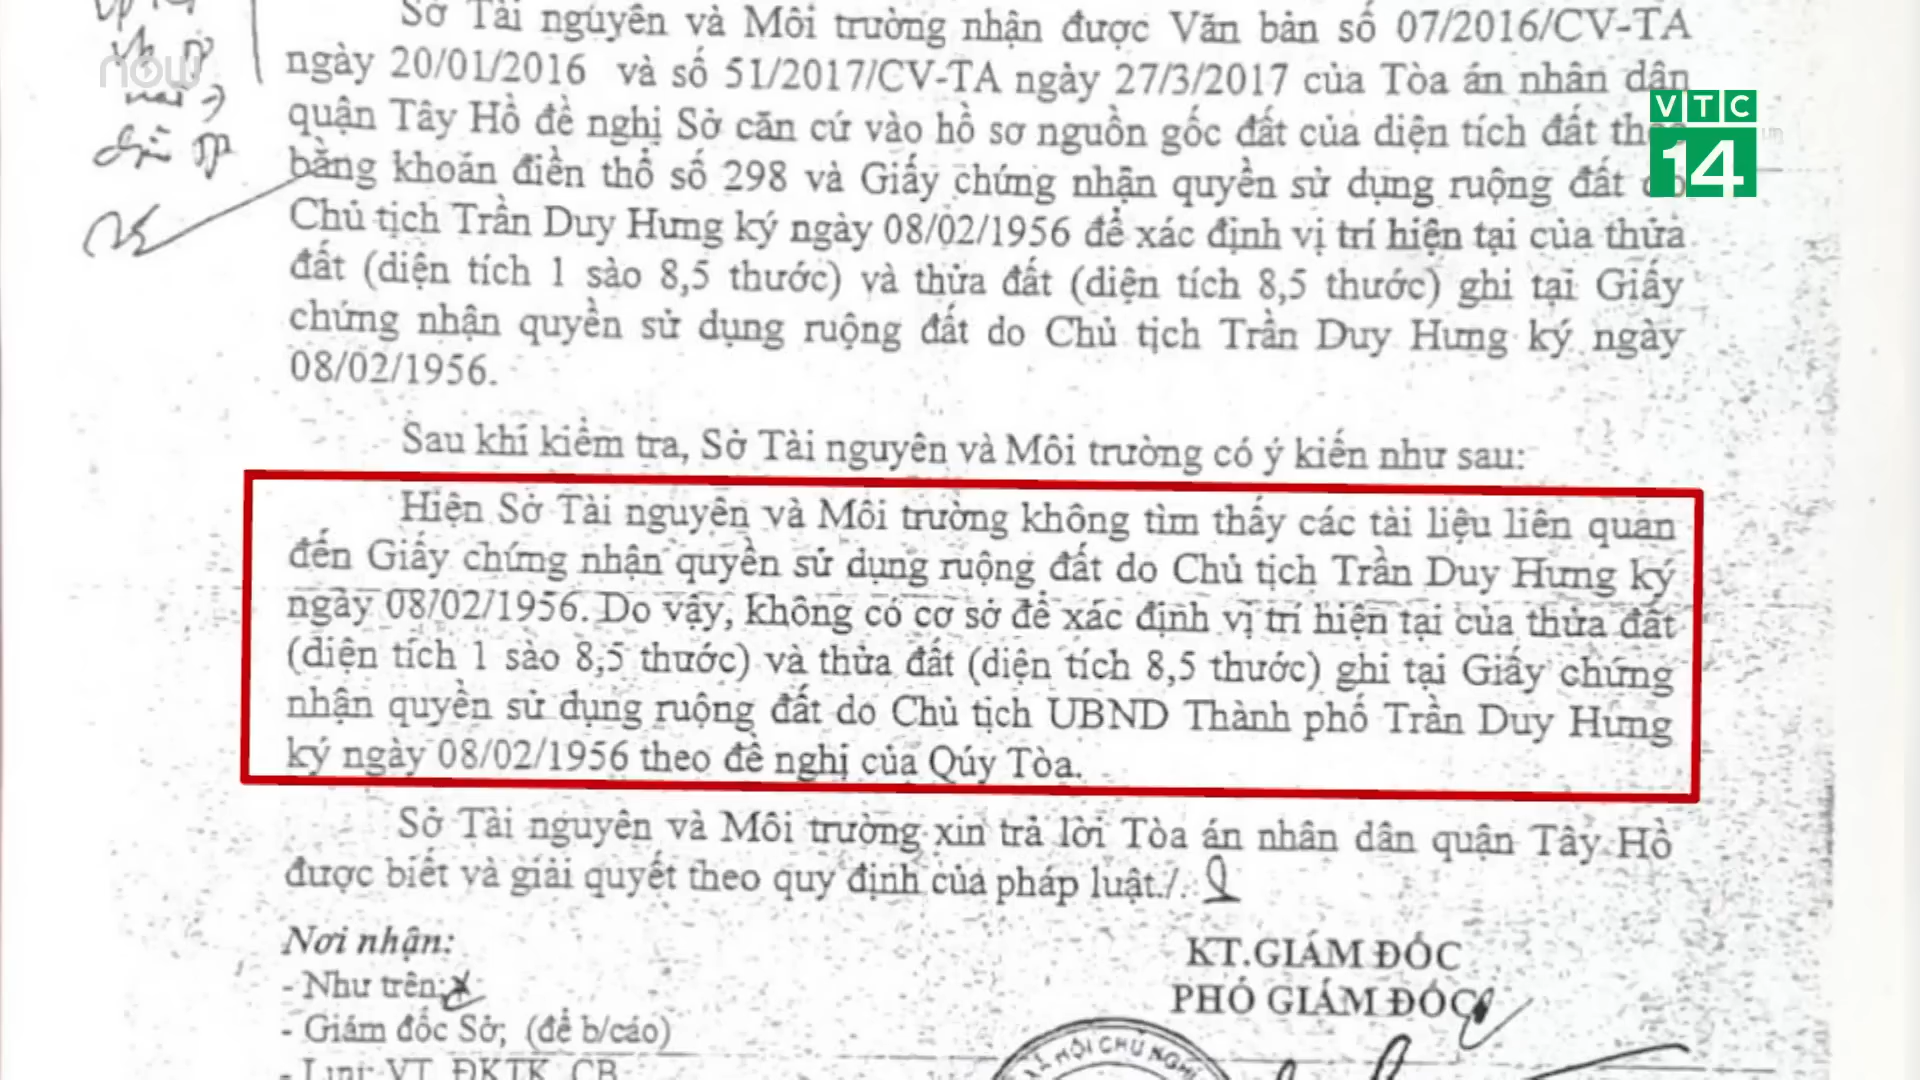 Sở Tài nguyên và Môi trường nhận được Văn bản số 07/2016/CV-TA
ngày 20/01/2016 và số 51/2017/CV-TA ngày 27/3/2017 của Tòa án nhân dân
quận Tây Hồ đề nghị Sở căn cứ vào hồ sơ nguồn gốc đất của diện tích đất
bằng khoán điền thổ số 298 và Giấy chứng nhận quyền sử dụng ruộng đất
Chủ tịch Trần Duy Hưng ký ngày 08/02/1956 để xác định vị trí hiện tại của thửa
đất (diện tích 1 sào 8,5 thước) và thửa đất (diện tích 8,5 thước) ghi tại Giấy
chứng nhận quyền sử dụng ruộng đất do Chủ tịch Trần Duy Hưng ký ngày
08/02/1956.
Sau khi kiểm tra, Sở Tài nguyên và Môi trường có ý kiến như sau:
Hiện Sở Tài nguyên và Môi trường không tìm thấy các tài liệu liên quan
đến Giấy chứng nhận quyền sử dụng ruộng đất do Chủ tịch Trần Duy Hưng ký
ngày 08/02/1956. Do vậy, không có cơ sở để xác định vị trí hiện tại của thửa đất
(diện tích 1 sào 8,5 thước) và thửa đất (diện tích 8,5 thước) ghi tại Giấy chứng
nhận quyền sử dụng ruộng đất do Chủ tịch UBND Thành phố Trần Duy Hưng
ký ngày 08/02/1956 theo đề nghị của Qúy Tòa.
Sở Tài nguyên và Môi trường xin trả lời Tòa án nhân dân quận Tây Hồ
được biết và giải quyết theo quy định của pháp luật./.
Nơi nhận:
- Như trên;
- Giám đốc Sở; (để b/cáo)
- Lưu: VT, ĐKTK, CB
KT.GIÁM ĐỐC
PHÓ GIÁM ĐỐC
HỘI CHỦ NGHĨ
now
VTC
14